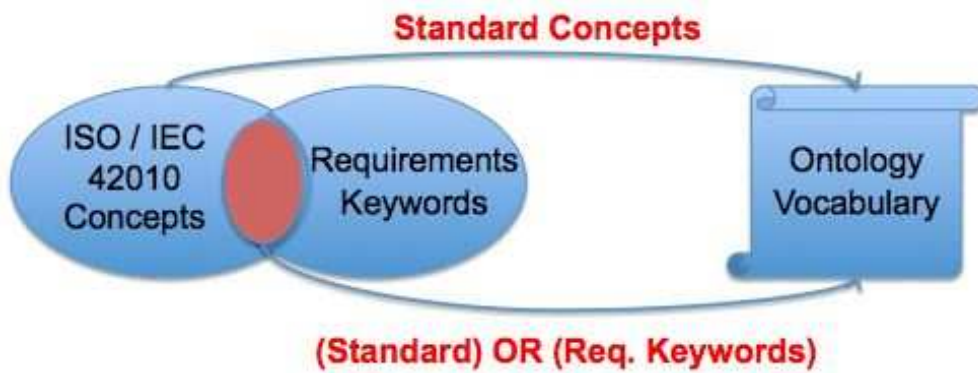 Standard Concepts
ISO / IEC
42010
Concepts
Requirements
Keywords
Ontology
Vocabulary
(Standard) OR (Req. Keywords)